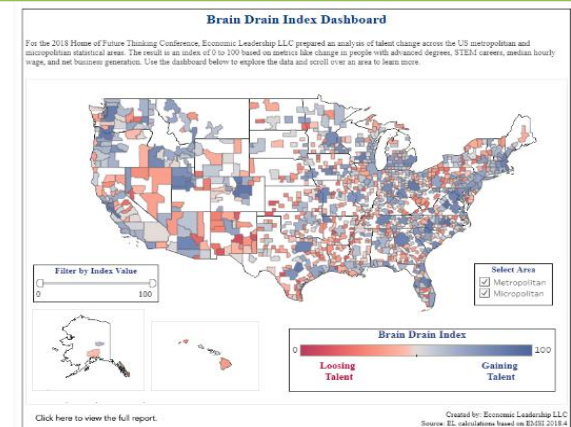 Brain Drain Index Dashboard
For the 2018 Home of Future Thinking Conference, Economic Leadership LLC prepared an analysis of talent change across the US metropolitian and
micropolitian statistical areas. The result is an index of 0 to 100 based on metrics like change in people with advanced degrees, STEM careers, median hourly
wage, and net business generation. Use the dashboard below to explore the data and scroll over an area to learn more.
Filter by Index Value
0 100
Select Area
Metropolitan
Micropolitan
Brain Drain Index
0 100
Loosing Gaining
Talent Talent
Click here to view the full report.
Created by: Economic Leadership LLC
Source: EL calculations based on EMSI 2018.4